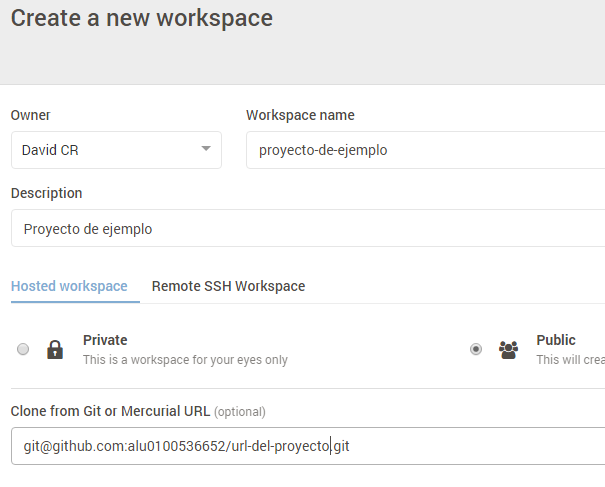 Create a new workspace
Owner Workspace name
David CR proyecto-de-ejemplo
Description
Proyecto de ejemplo
Hosted workspace Remote SSH Workspace
Private Public
This is a workspace for your eyes only This will crea
Clone from Git or Mercurial URL (optional)
git@github.com:alu0100536652/url-del-proyecto.git